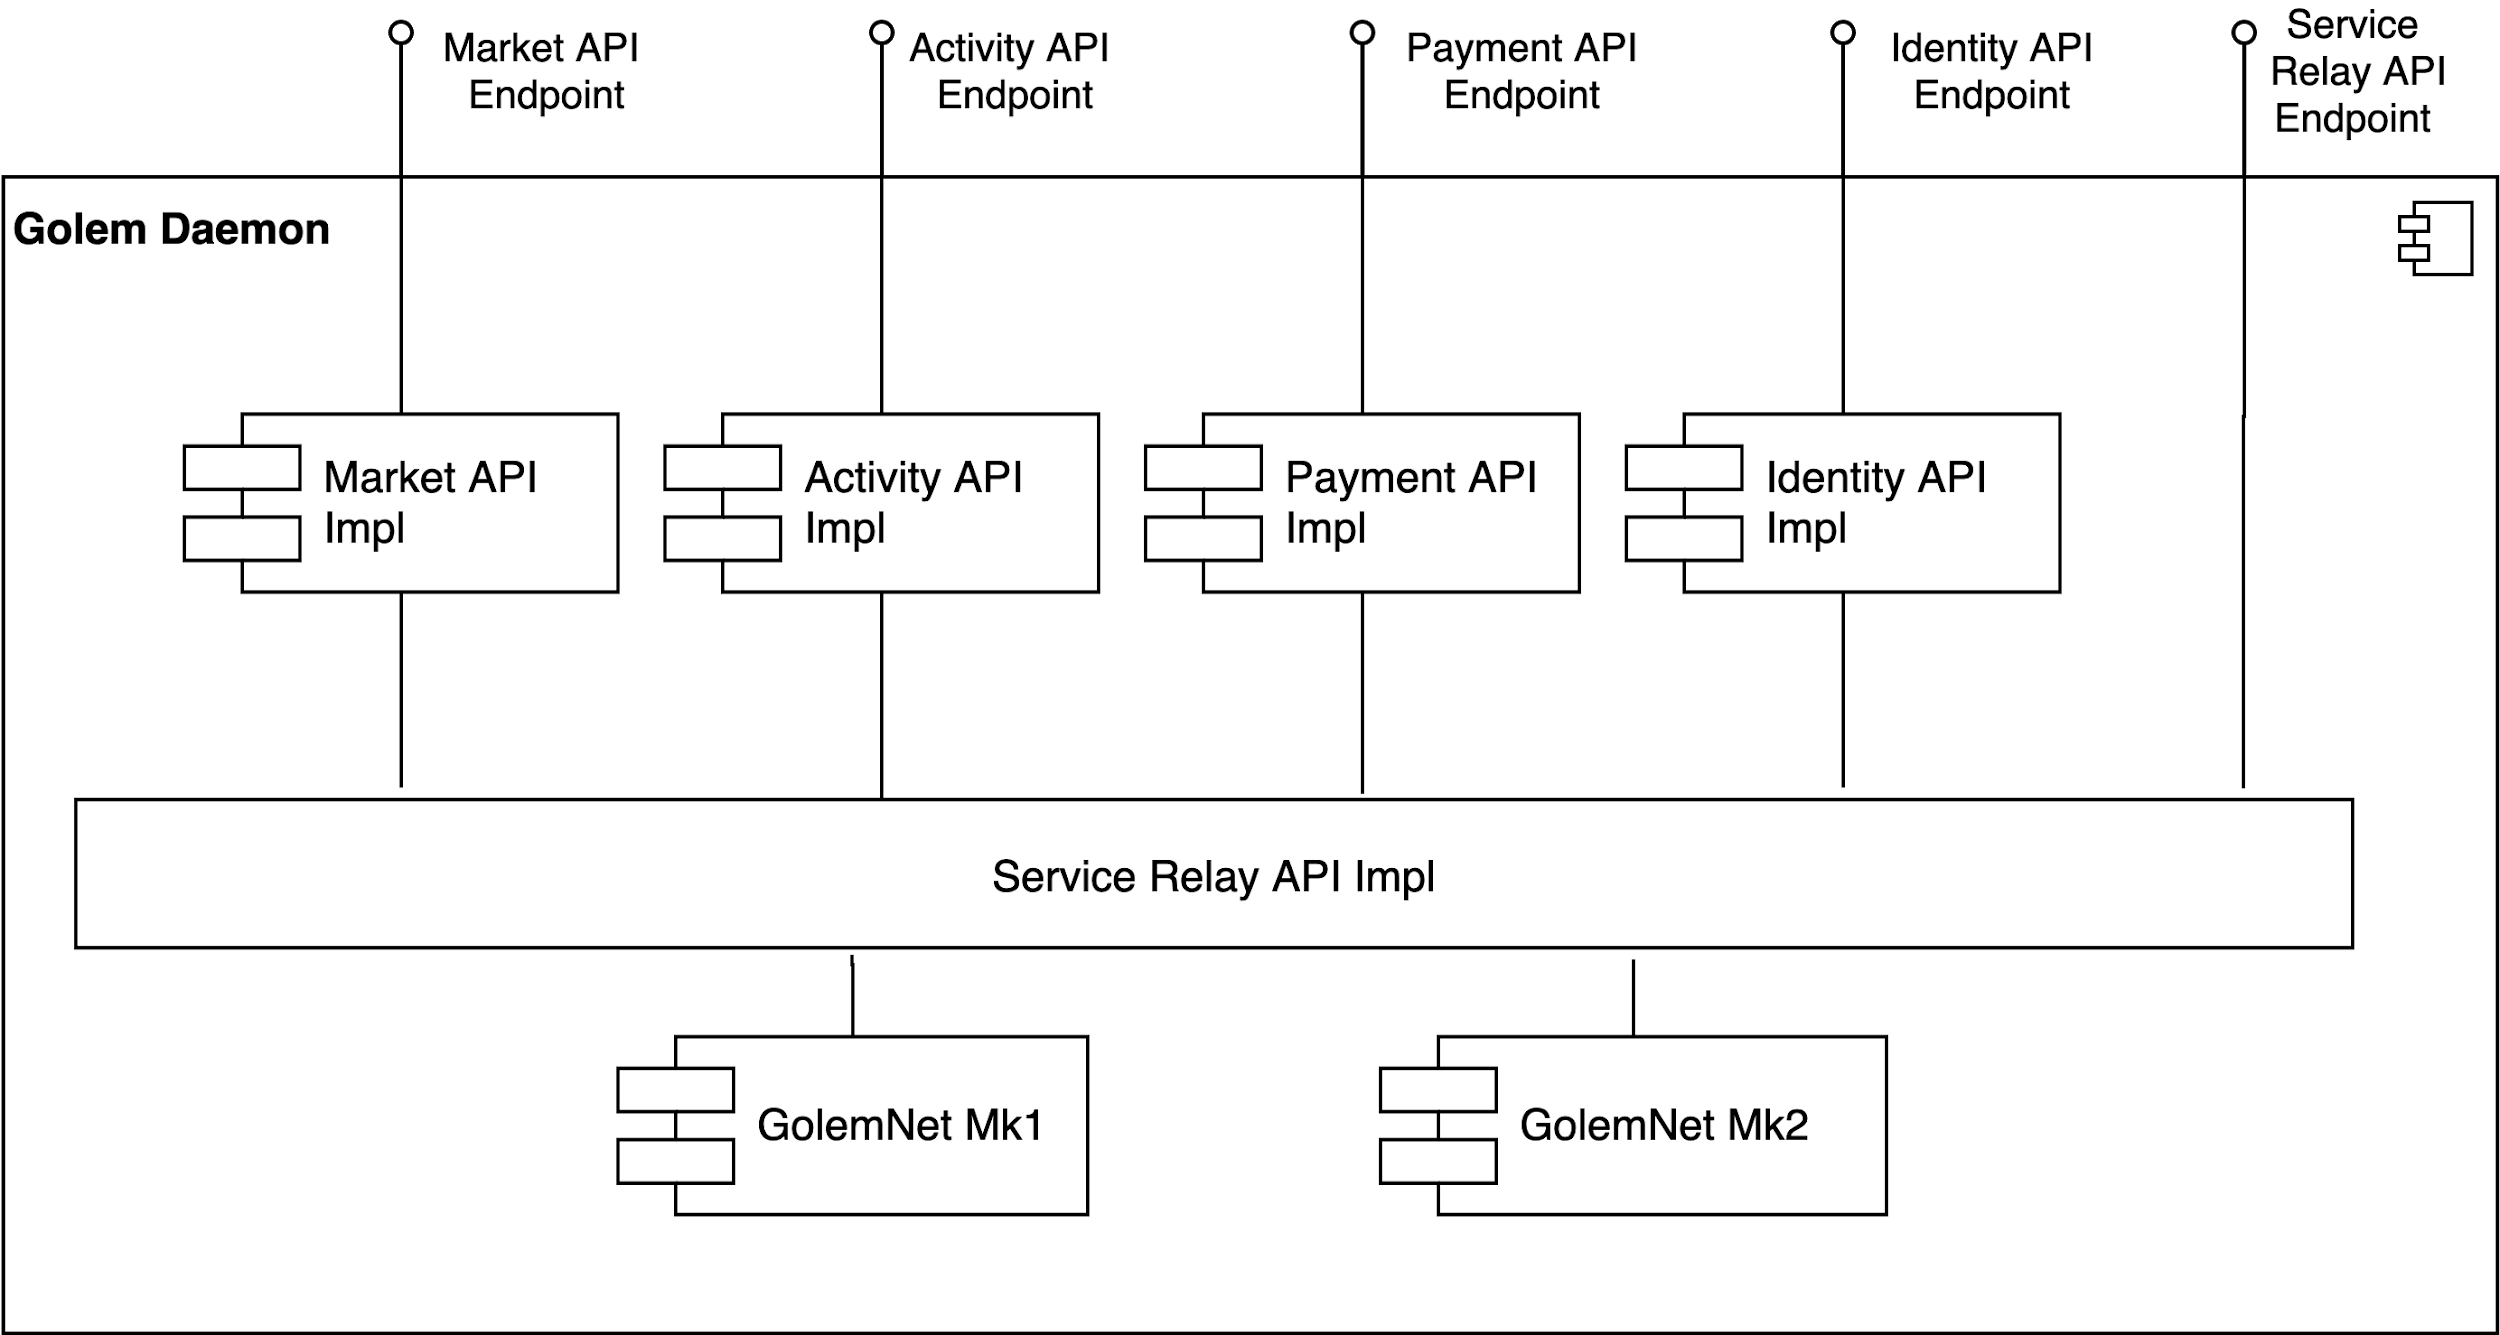 Market API
Endpoint
Activity API
Endpoint
Payment API
Endpoint
Identity API
Endpoint
Service
Relay API
Endpoint
Golem Daemon
Market API
Impl
Activity API
Impl
Payment API
Impl
Identity API
Impl
Service Relay API Impl
GolemNet Mk1
GolemNet Mk2